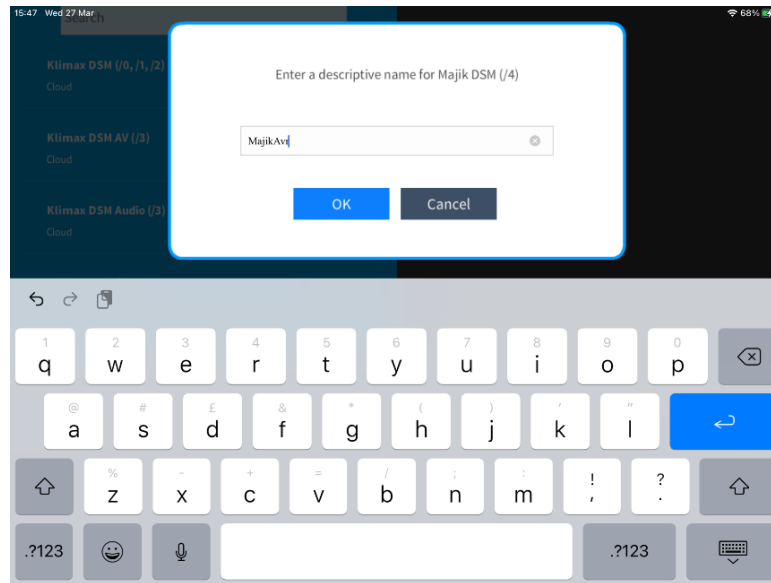 15:47 Wed 27 Mar
68%
Search
Klimax DSM (/0, /1, /2)
Cloud
Klimax DSM AV (/3)
Cloud
Klimax DSM Audio (/3)
Cloud
Enter a descriptive name for Majik DSM (/4)
MajikAvr
OK Cancel
1 2 3 4 5 6 7 8 9 0
q w e r t y u i o p
@ # £ & * ( ) ' "
a s d f g h j k l
% - + = / ; : ! ?
z x c v b n m , .
.?123 .?123